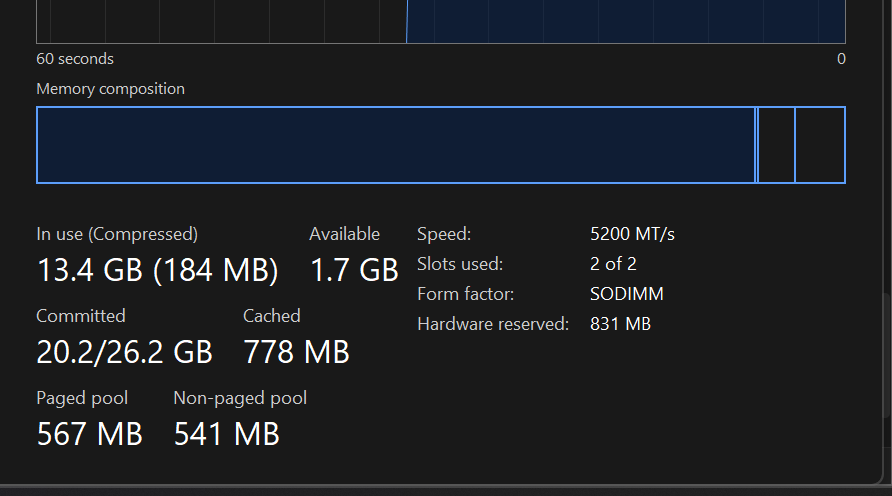 60 seconds 0
Memory composition
In use (Compressed) Available
13.4 GB (184 MB) 1.7 GB
Committed Cached
20.2/26.2 GB 778 MB
Paged pool Non-paged pool
567 MB 541 MB
Speed: 5200 MT/s
Slots used: 2 of 2
Form factor: SODIMM
Hardware reserved: 831 MB